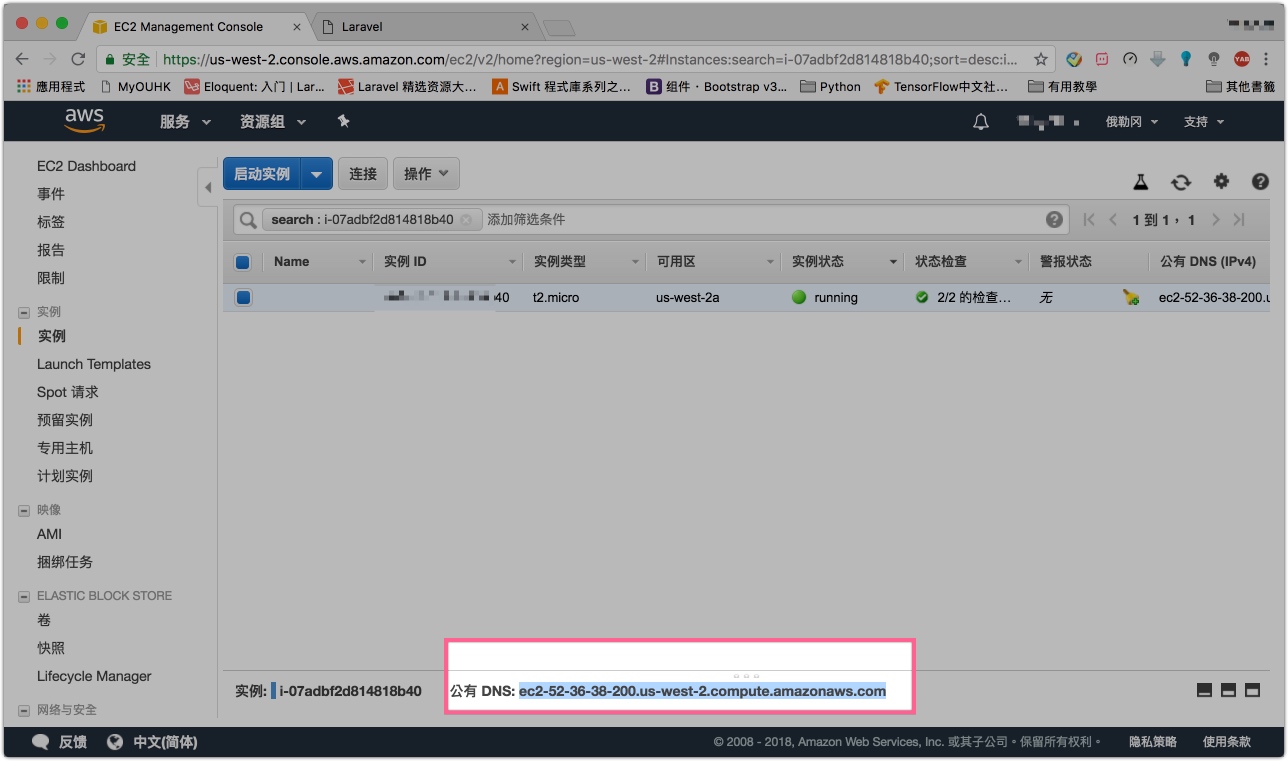 EC2 Management Console
Laravel
安全 https://us-west-2.console.aws.amazon.com/ec2/v2/home?region=us-west-2#Instances:search=i-07adbf2d814818b40;sort=desc:i...
應用程式 MyOUHK Eloquent: 入门 | Lar... Laravel 精选资源大... Swift 程式庫系列之... 组件 · Bootstrap v3... Python TensorFlow中文社... 有用教學 其他書籤
aws 服务 资源组 俄勒冈 支持
启动实例 连接 操作
search : i-07adbf2d814818b40 添加筛选条件 1 到 1, 1
Name 实例 ID 实例类型 可用区 实例状态 状态检查 警报状态 公有 DNS (IPv4)
40 t2.micro us-west-2a running 2/2 的检查... 无 ec2-52-36-38-200.u
EC2 Dashboard
事件
标签
报告
限制
实例
实例
Launch Templates
Spot 请求
预留实例
专用主机
计划实例
映像
AMI
捆绑任务
ELASTIC BLOCK STORE
卷
快照
Lifecycle Manager
网络与安全
实例: i-07adbf2d814818b40 公有 DNS: ec2-52-36-38-200.us-west-2.compute.amazonaws.com
反馈 中文(简体) © 2008 - 2018, Amazon Web Services, Inc. 或其子公司。保留所有权利。 隐私策略 使用条款